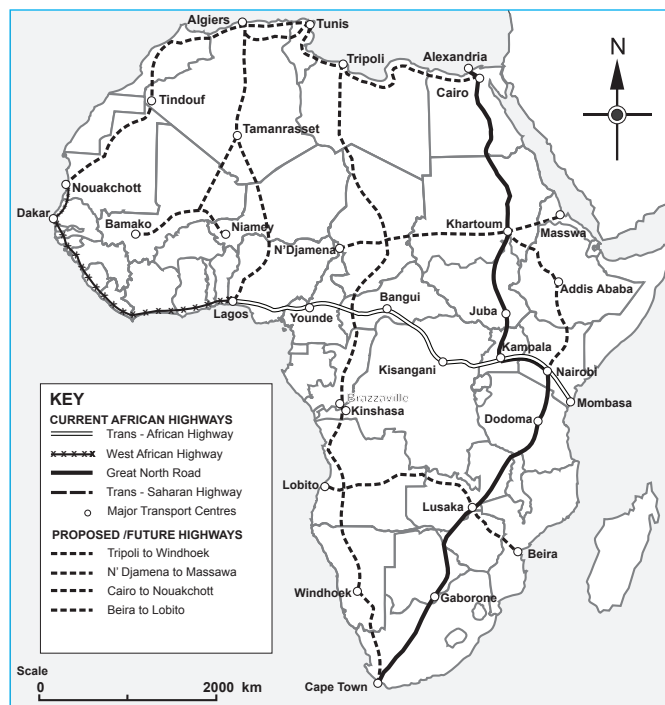 Algiers
Tunis
Tripoli
Alexandria
Cairo
N
Tindouf
Tamanrasset
Nouakchott
Dakar
Bamako
Niamey
N'Djamena
Khartoum
Masswa
Addis Ababa
Lagos
Younde
Bangui
Juba
Kampala
Kisangani
Nairobi
Mombasa
Brazzaville
Kinshasa
Dodoma
Lobito
Lusaka
Beira
Windhoek
Gaborone
Cape Town
KEY
CURRENT AFRICAN HIGHWAYS
Trans - African Highway
West African Highway
Great North Road
Trans - Saharan Highway
Major Transport Centres
PROPOSED /FUTURE HIGHWAYS
Tripoli to Windhoek
N' Djamena to Massawa
Cairo to Nouakchott
Beira to Lobito
Scale
0 2000 km